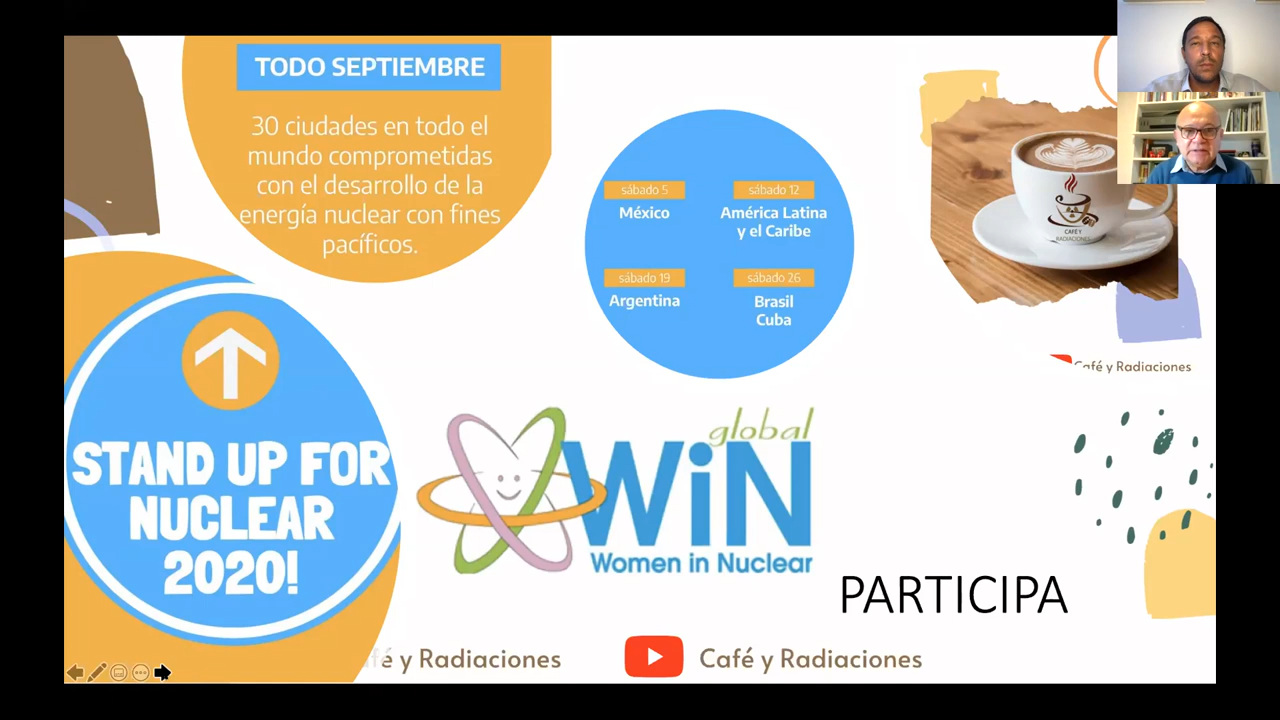 TODO SEPTIEMBRE
30 ciudades en todo el
mundo comprometidas
con el desarrollo de la
energía nuclear con fines
pacíficos.
sábado 5
México
sábado 12
América Latina
y el Caribe
sábado 19
Argentina
sábado 26
Brasil
Cuba
CAFÉ Y
RADIACIONES
Café y Radiaciones
STAND UP FOR
NUCLEAR
2020!
global
WiN
Women in Nuclear
PARTICIPA
fé y Radiaciones
Café y Radiaciones